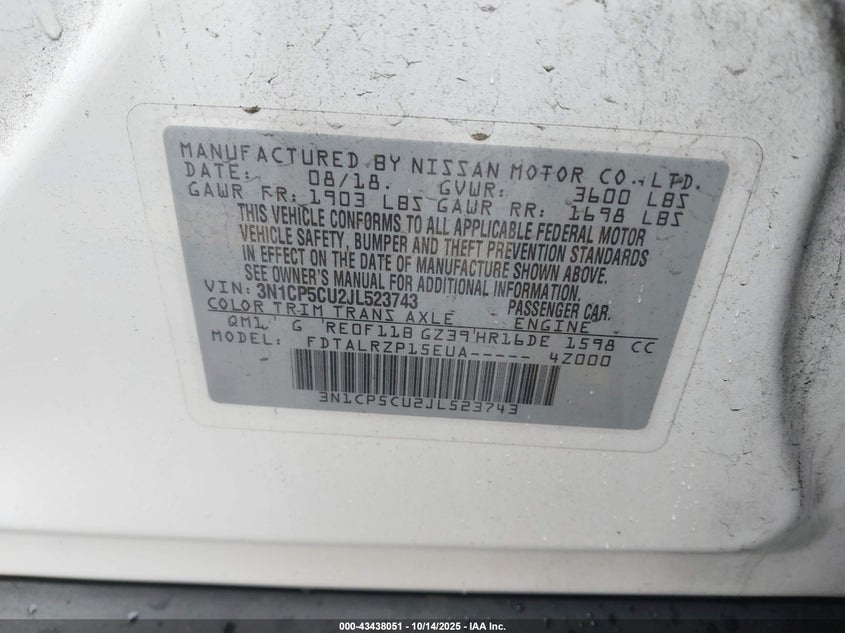 MANUFACTURED BY NISSAN MOTOR CO., LTD.
DATE: 08/18. GVWR: 3600 LBS
GAWR FR: 1903 LBS GAWR RR: 1698 LBS
THIS VEHICLE CONFORMS TO ALL APPLICABLE FEDERAL MOTOR
VEHICLE SAFETY, BUMPER AND THEFT PREVENTION STANDARDS
IN EFFECT ON THE DATE OF MANUFACTURE SHOWN ABOVE.
SEE OWNER'S MANUAL FOR ADDITIONAL INFORMATION.
VIN: 3N1CP5CU2JL523743 PASSENGER CAR.
COLOR TRIM TRANS AXLE ENGINE
QM1 G RE0F11B GZ39 HR16DE 1598 CC
MODEL: FDTALRZP15EUA----- 4Z000
3N1CP5CU2JL523743
000-43438051 | 10/14/2025 | IAA Inc.